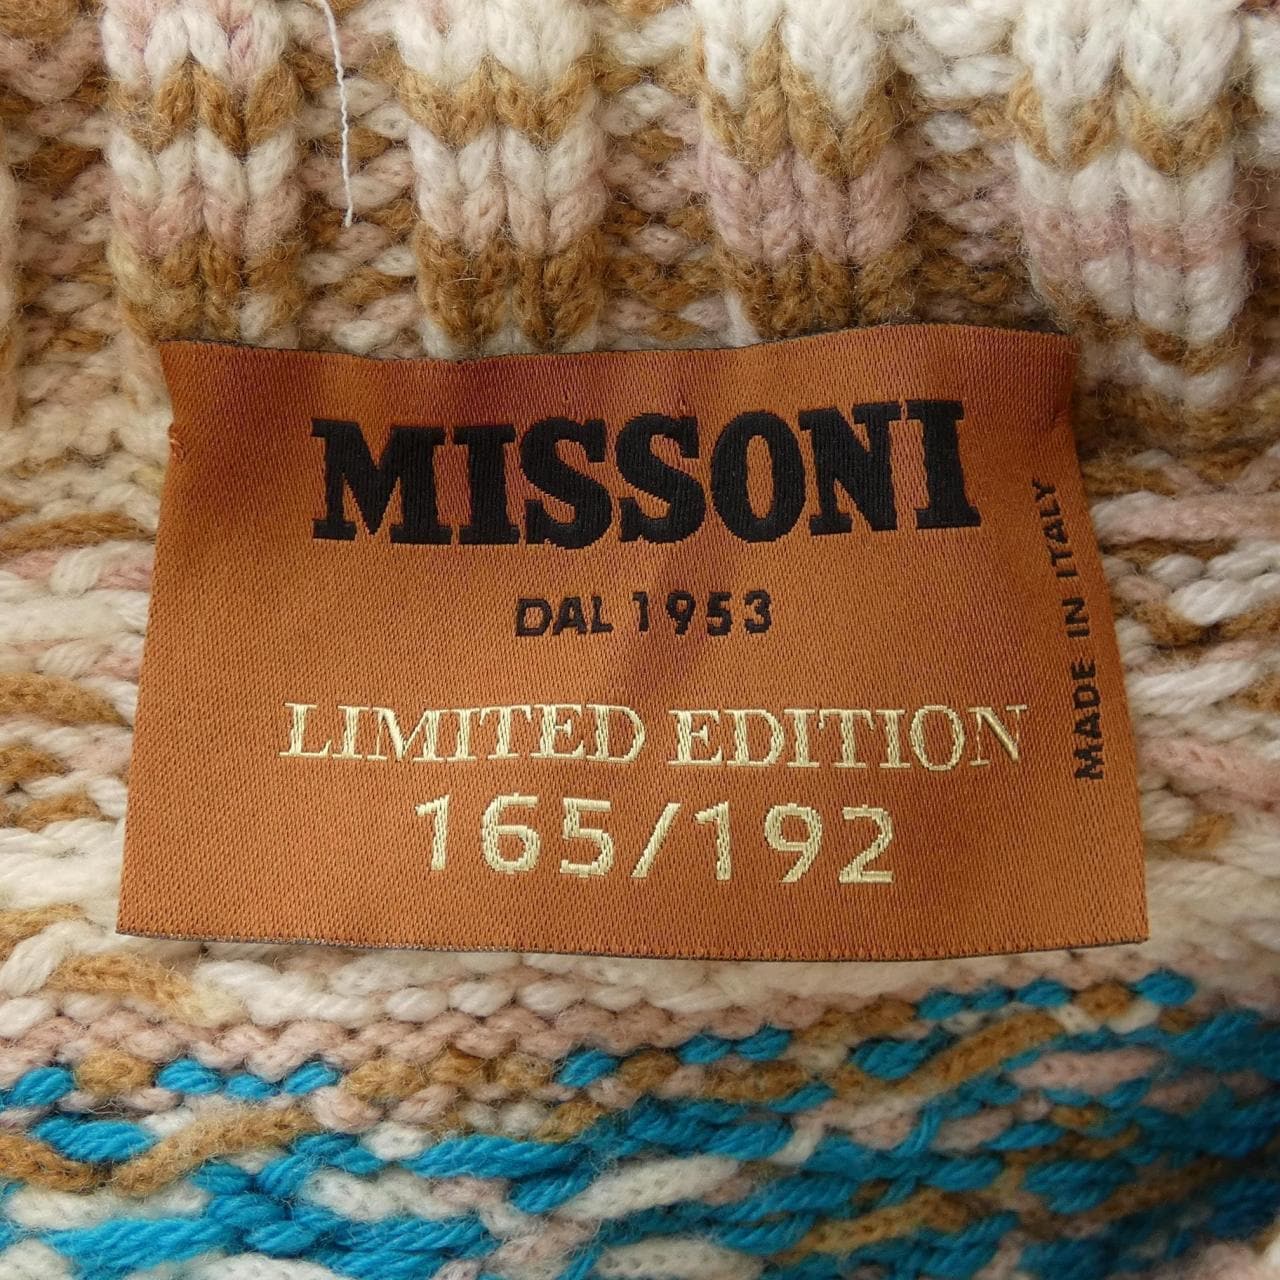 MISSONI
DAL 1953
LIMITED EDITION
165/192
MADE IN ITALY